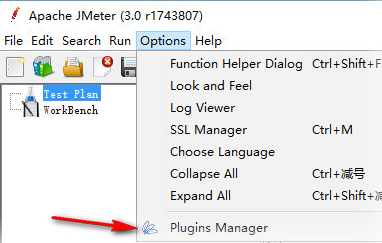 Apache JMeter (3.0 r1743807)
File Edit Search Run Options Help
Function Helper Dialog Ctrl+Shift+F
Look and Feel
Test Plan
Log Viewer
WorkBench
SSL Manager Ctrl+M
Choose Language
Collapse All Ctrl+减号
Expand All Ctrl+Shift+减
Plugins Manager